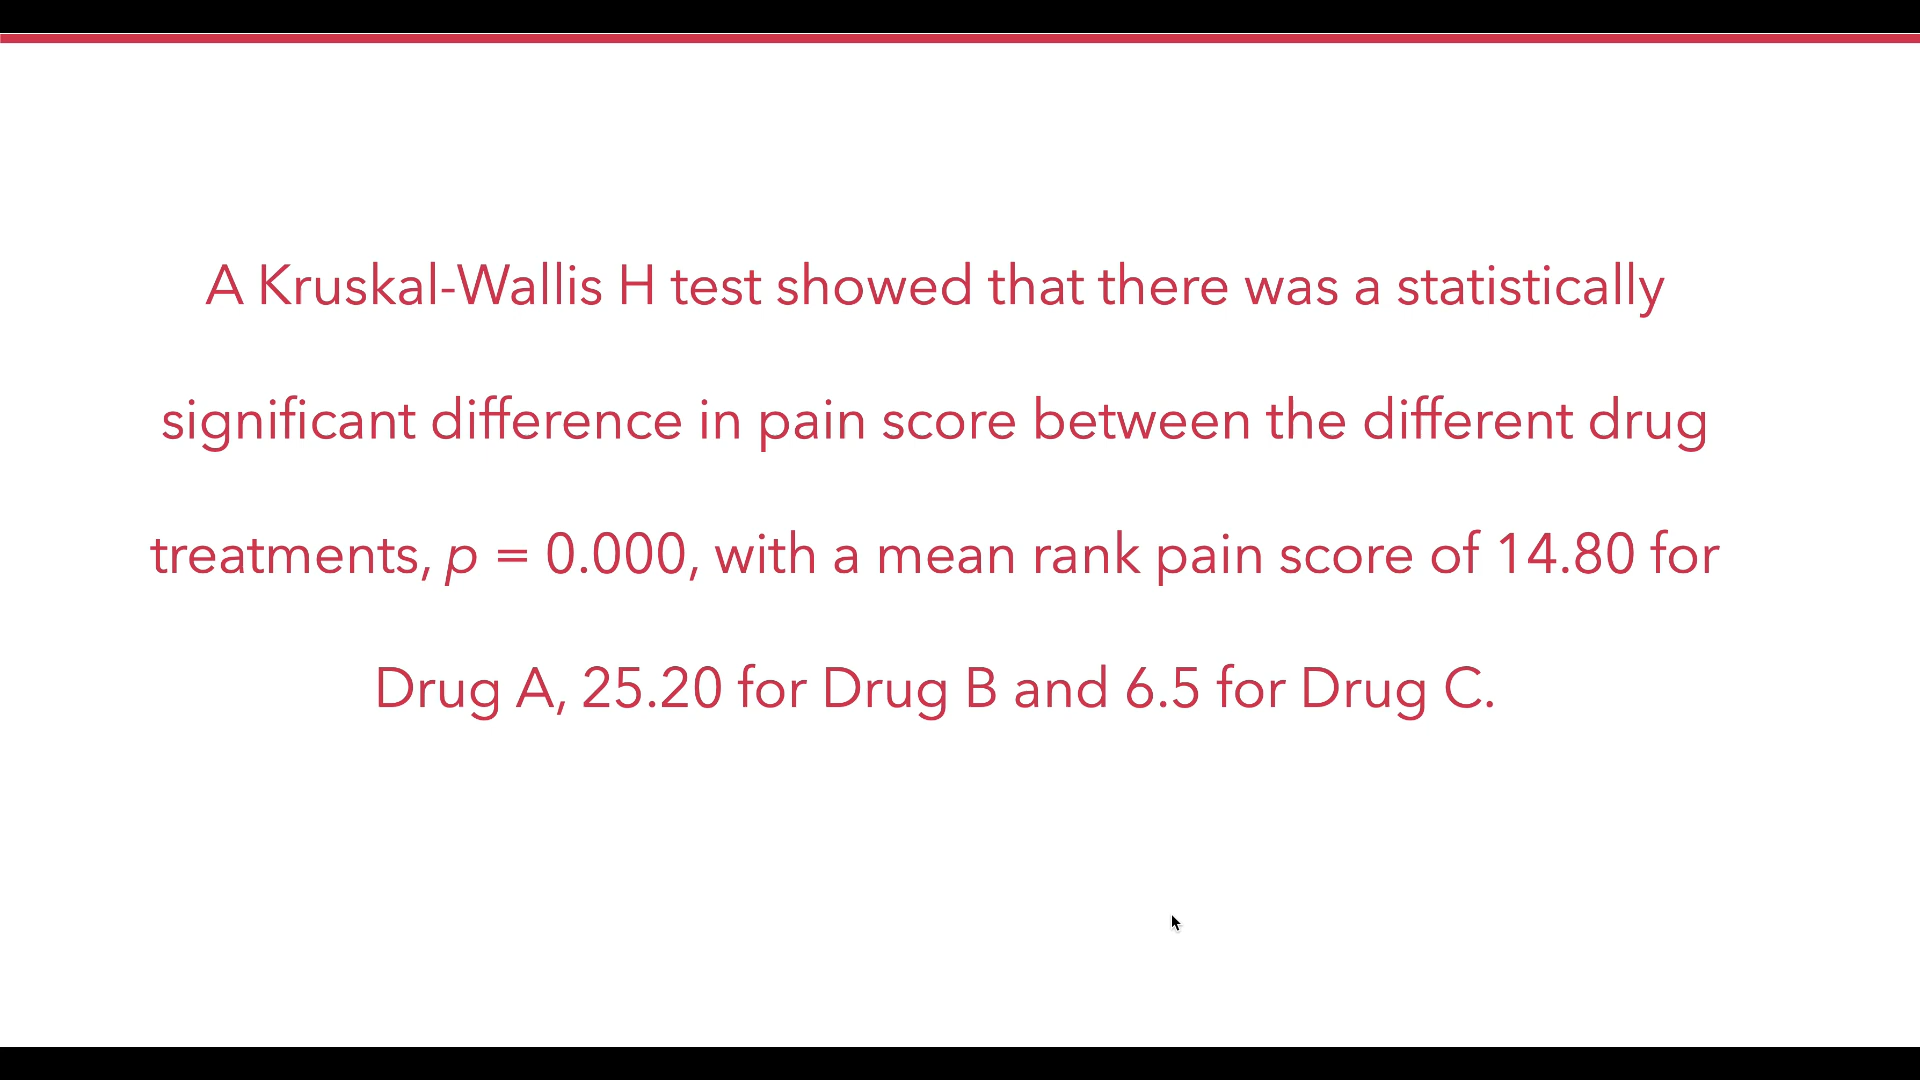 A Kruskal-Wallis H test showed that there was a statistically
significant difference in pain score between the different drug
treatments, p = 0.000, with a mean rank pain score of 14.80 for
Drug A, 25.20 for Drug B and 6.5 for Drug C.